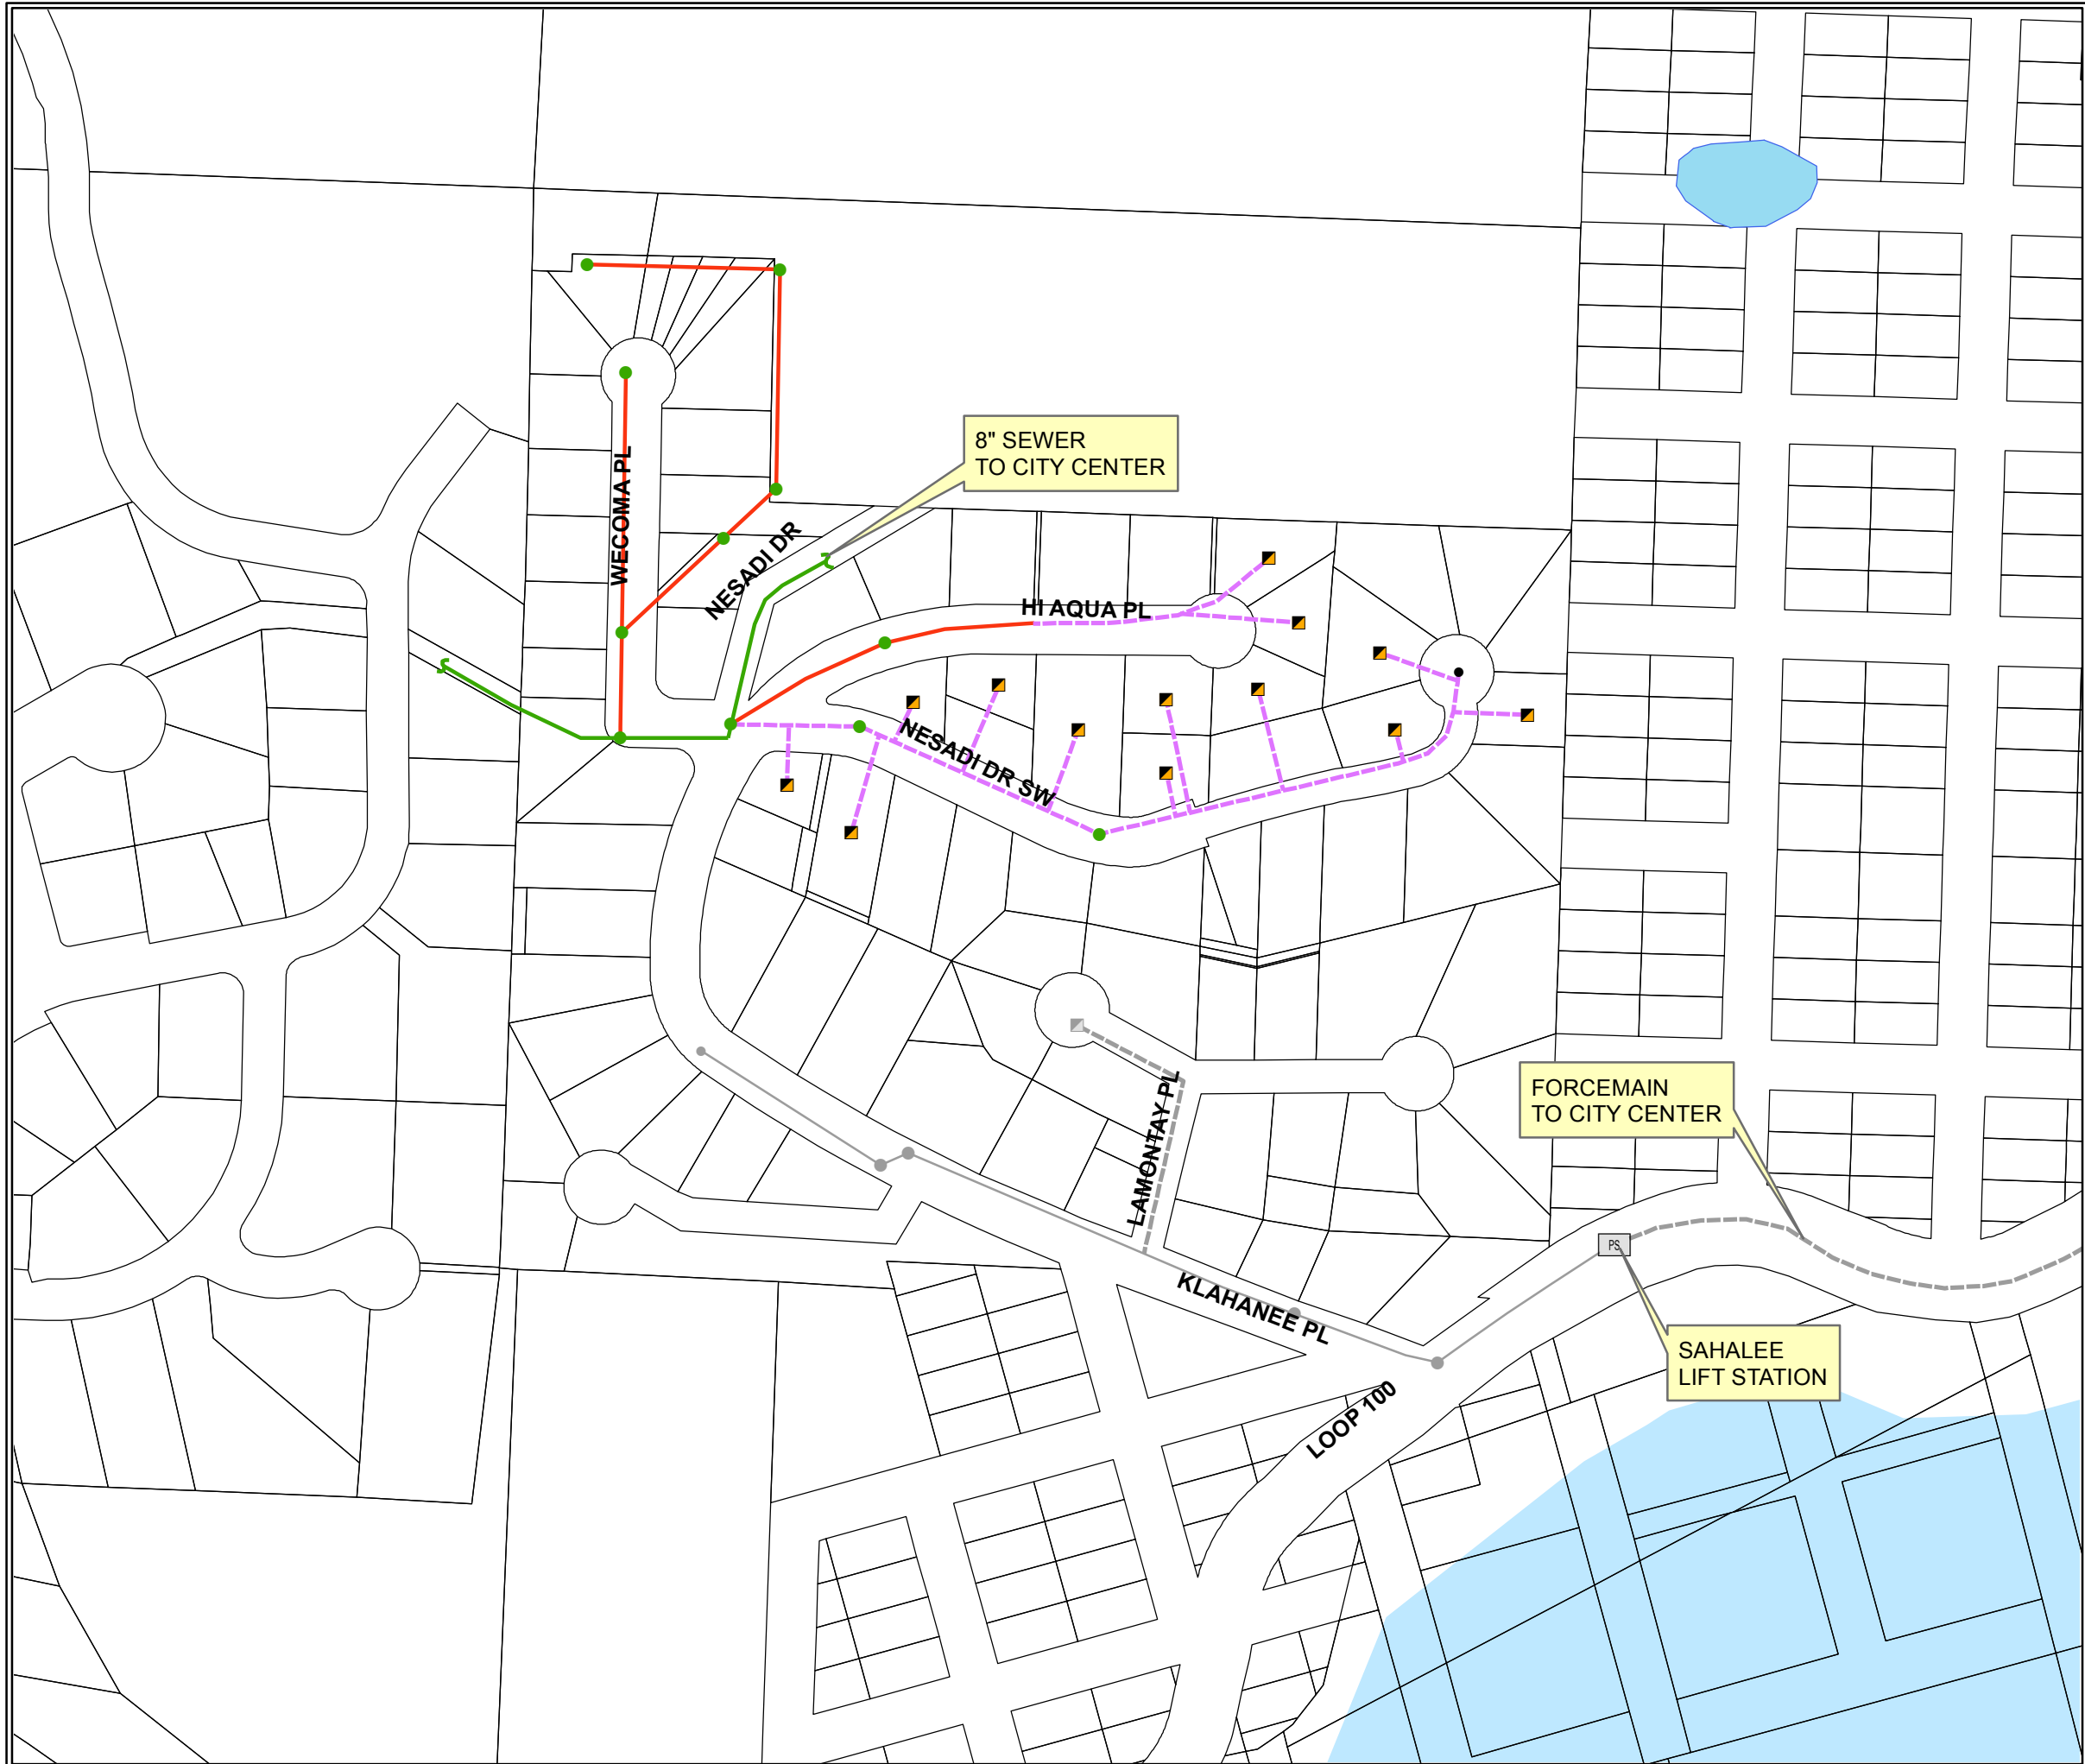 8" SEWER
TO CITY CENTER
WECOMA PL
NESADI DR
HI AQUA PL
NESADI DR SW
LAMONTAY PL
FORCEMAIN
TO CITY CENTER
PS
KLAHANEE PL
SAHALEE
LIFT STATION
LOOP 100